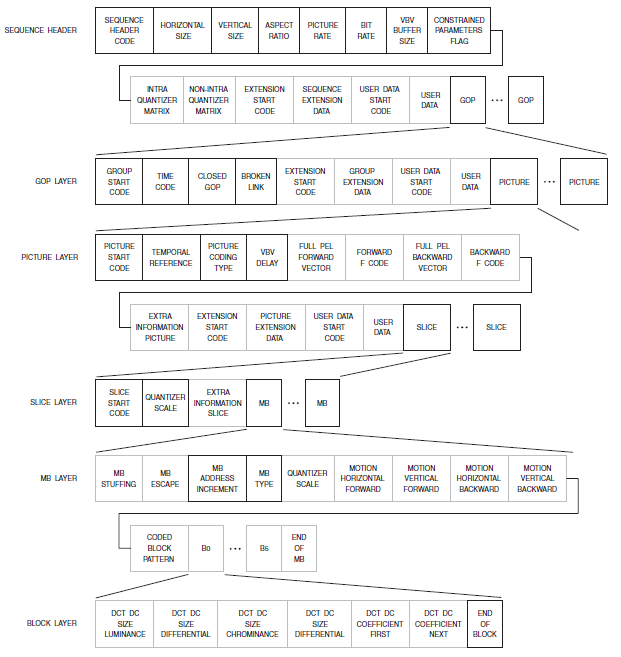 SEQUENCE HEADER
SEQUENCE
HEADER
CODE
HORIZONTAL
SIZE
VERTICAL
SIZE
ASPECT
RATIO
PICTURE
RATE
BIT
RATE
VBV
BUFFER
SIZE
CONSTRAINED
PARAMETERS
FLAG
INTRA
QUANTIZER
MATRIX
NON-INTRA
QUANTIZER
MATRIX
EXTENSION
START
CODE
SEQUENCE
EXTENSION
DATA
USER DATA
START
CODE
USER
DATA
GOP
...
GOP
GOP LAYER
GROUP
START
CODE
TIME
CODE
CLOSED
GOP
BROKEN
LINK
EXTENSION
START
CODE
GROUP
EXTENSION
DATA
USER DATA
START
CODE
USER
DATA
PICTURE
...
PICTURE
PICTURE LAYER
PICTURE
START
CODE
TEMPORAL
REFERENCE
PICTURE
CODING
TYPE
VBV
DELAY
FULL PEL
FORWARD
VECTOR
FORWARD
F CODE
FULL PEL
BACKWARD
VECTOR
BACKWARD
F CODE
EXTRA
INFORMATION
PICTURE
EXTENSION
START
CODE
PICTURE
EXTENSION
DATA
USER DATA
START
CODE
USER
DATA
SLICE
...
SLICE
SLICE LAYER
SLICE
START
CODE
QUANTIZER
SCALE
EXTRA
INFORMATION
SLICE
MB
...
MB
MB LAYER
MB
STUFFING
MB
ESCAPE
MB
ADDRESS
INCREMENT
MB
TYPE
QUANTIZER
SCALE
MOTION
HORIZONTAL
FORWARD
MOTION
VERTICAL
FORWARD
MOTION
HORIZONTAL
BACKWARD
MOTION
VERTICAL
BACKWARD
CODED
BLOCK
PATTERN
B0
...
B5
END
OF
MB
BLOCK LAYER
DCT DC
SIZE
LUMINANCE
DCT DC
SIZE
DIFFERENTIAL
DCT DC
SIZE
CHROMINANCE
DCT DC
SIZE
DIFFERENTIAL
DCT DC
COEFFICIENT
FIRST
DCT DC
COEFFICIENT
NEXT
END
OF
BLOCK